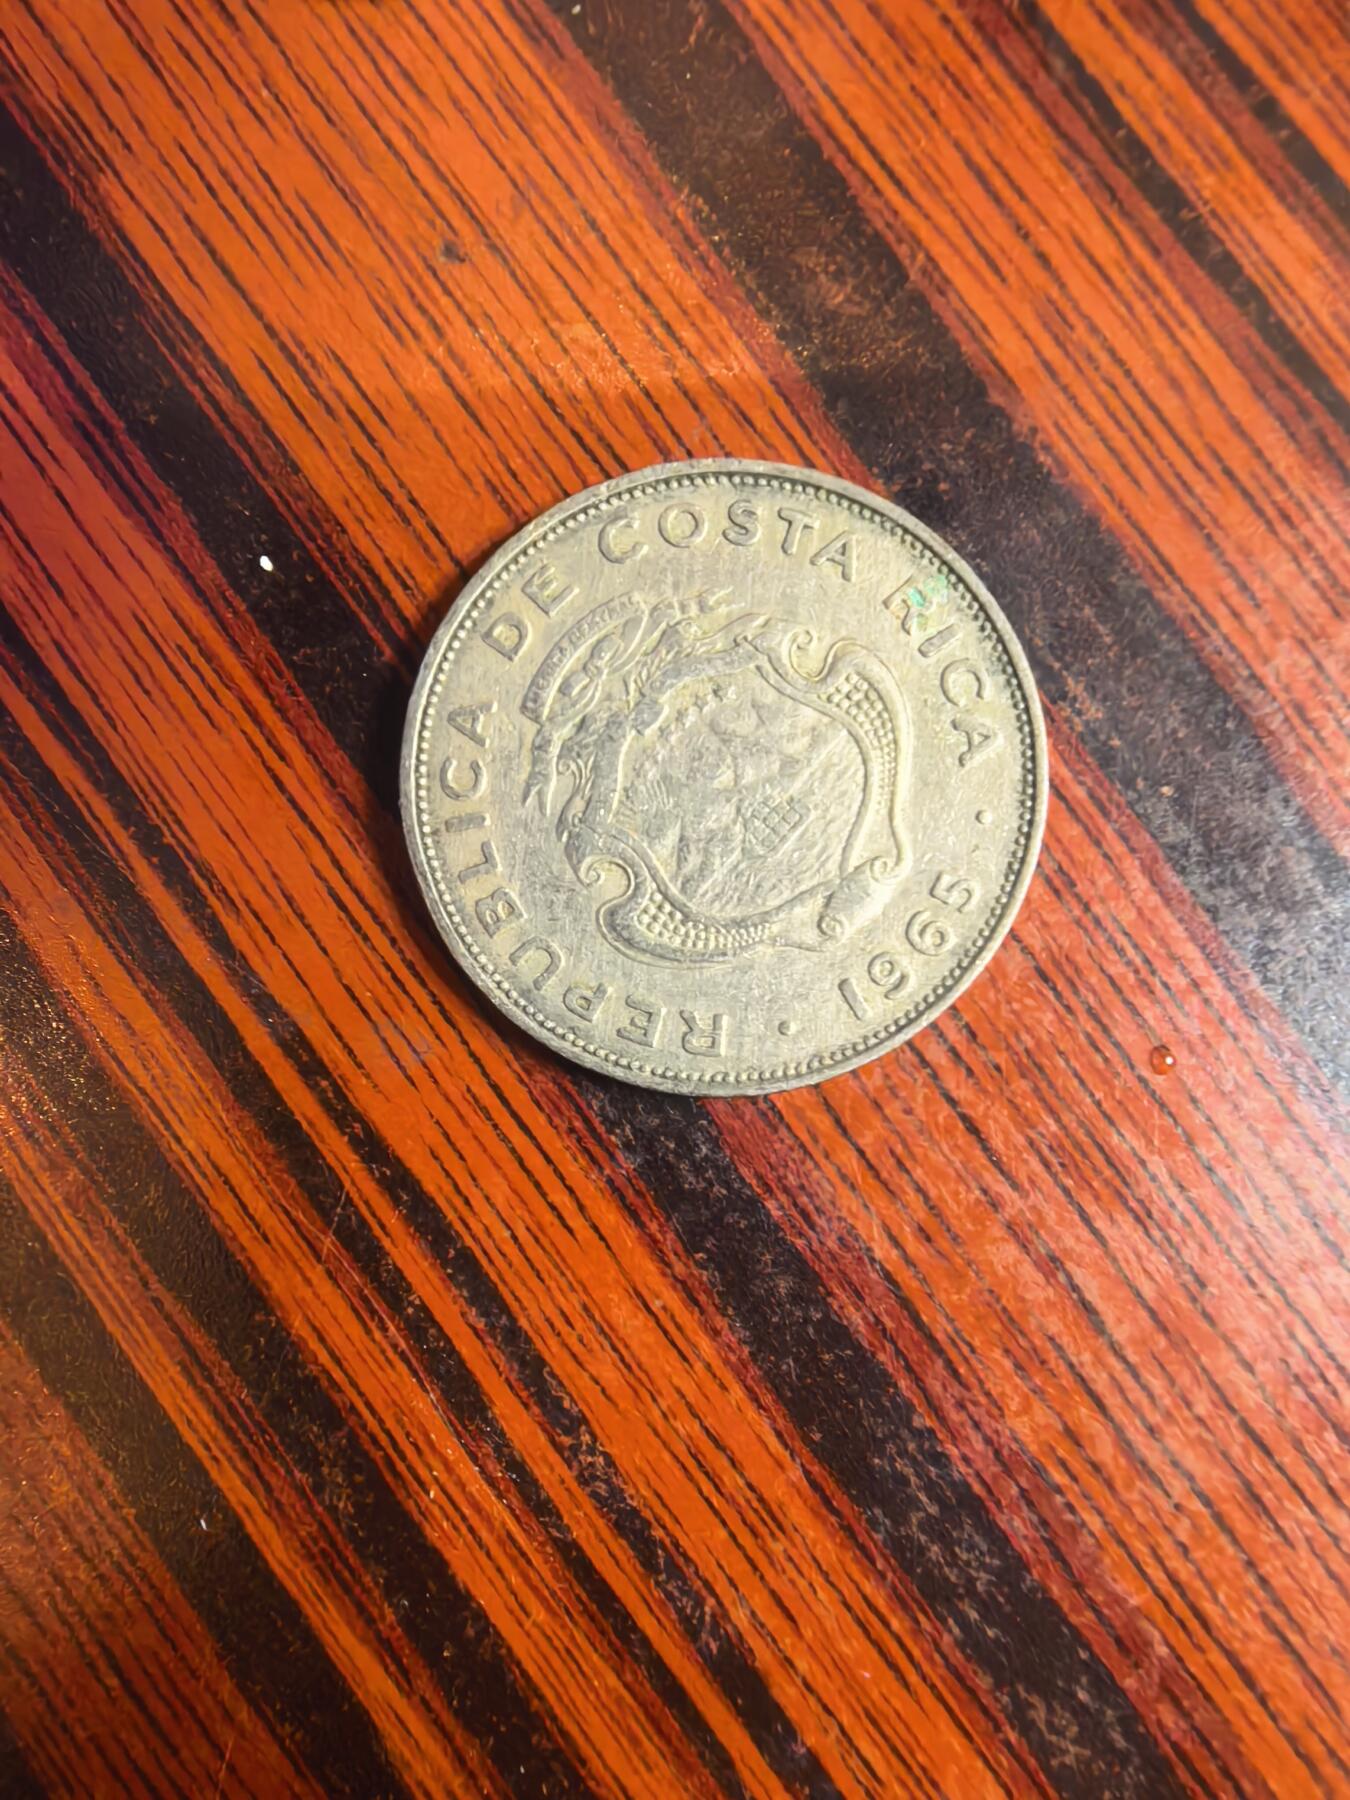 REPUBLICA DE COSTA RICA
· 1965 ·